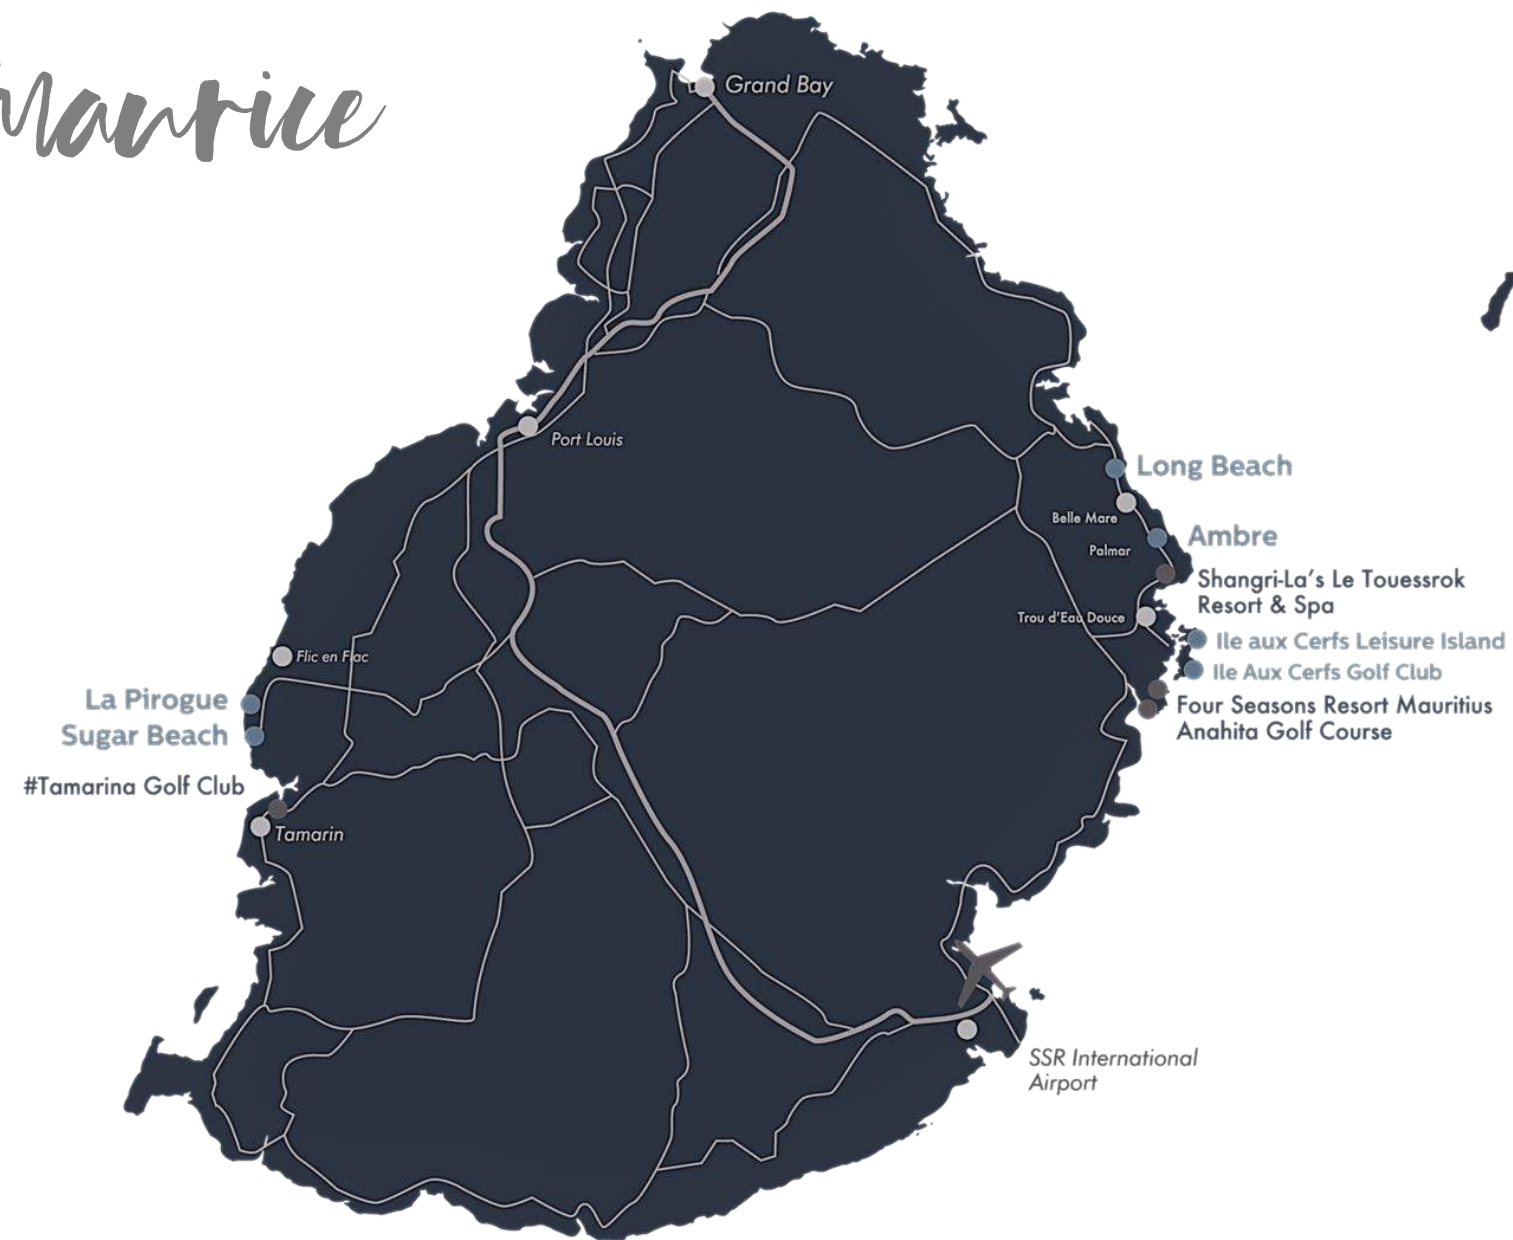 Maurice
Grand Bay
Port Louis
Long Beach
Belle Mare
Ambre
Palmar
Shangri-La's Le Touessrok
Resort & Spa
Trou d'Eau Douce
Ile aux Cerfs Leisure Island
Flic en Flac
Ile Aux Cerfs Golf Club
La Pirogue
Four Seasons Resort Mauritius
Anahita Golf Course
Sugar Beach
#Tamarina Golf Club
Tamarin
SSR International
Airport